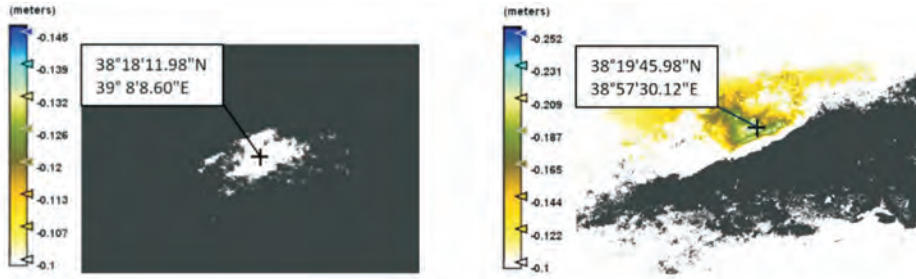 (meters)
-0.145
-0.139
-0.132
-0.126
-0.12
-0.113
-0.107
-0.1
38°18'11.98"N
39° 8'8.60"E
(meters)
-0.252
-0.231
-0.209
-0.187
-0.165
-0.144
-0.122
-0.1
38°19'45.98"N
38°57'30.12"E